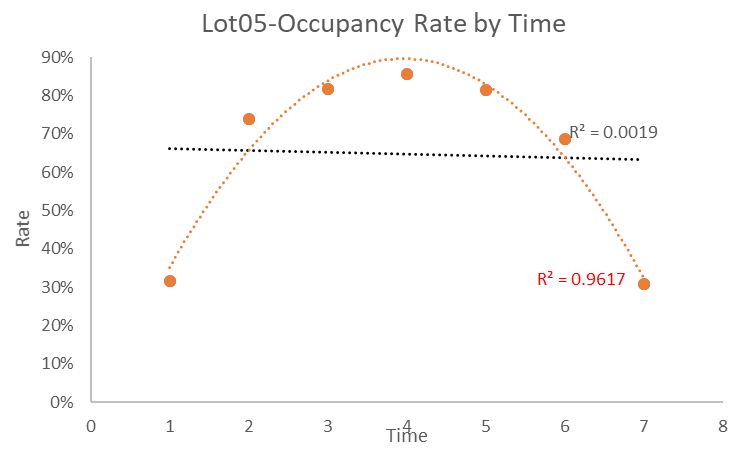 Lot05-Occupancy Rate by Time
90%
80%
70%
60%
50%
40%
30%
20%
10%
0%
Rate
R² = 0.0019
R² = 0.9617
0 1 2 3 4 5 6 7 8
Time